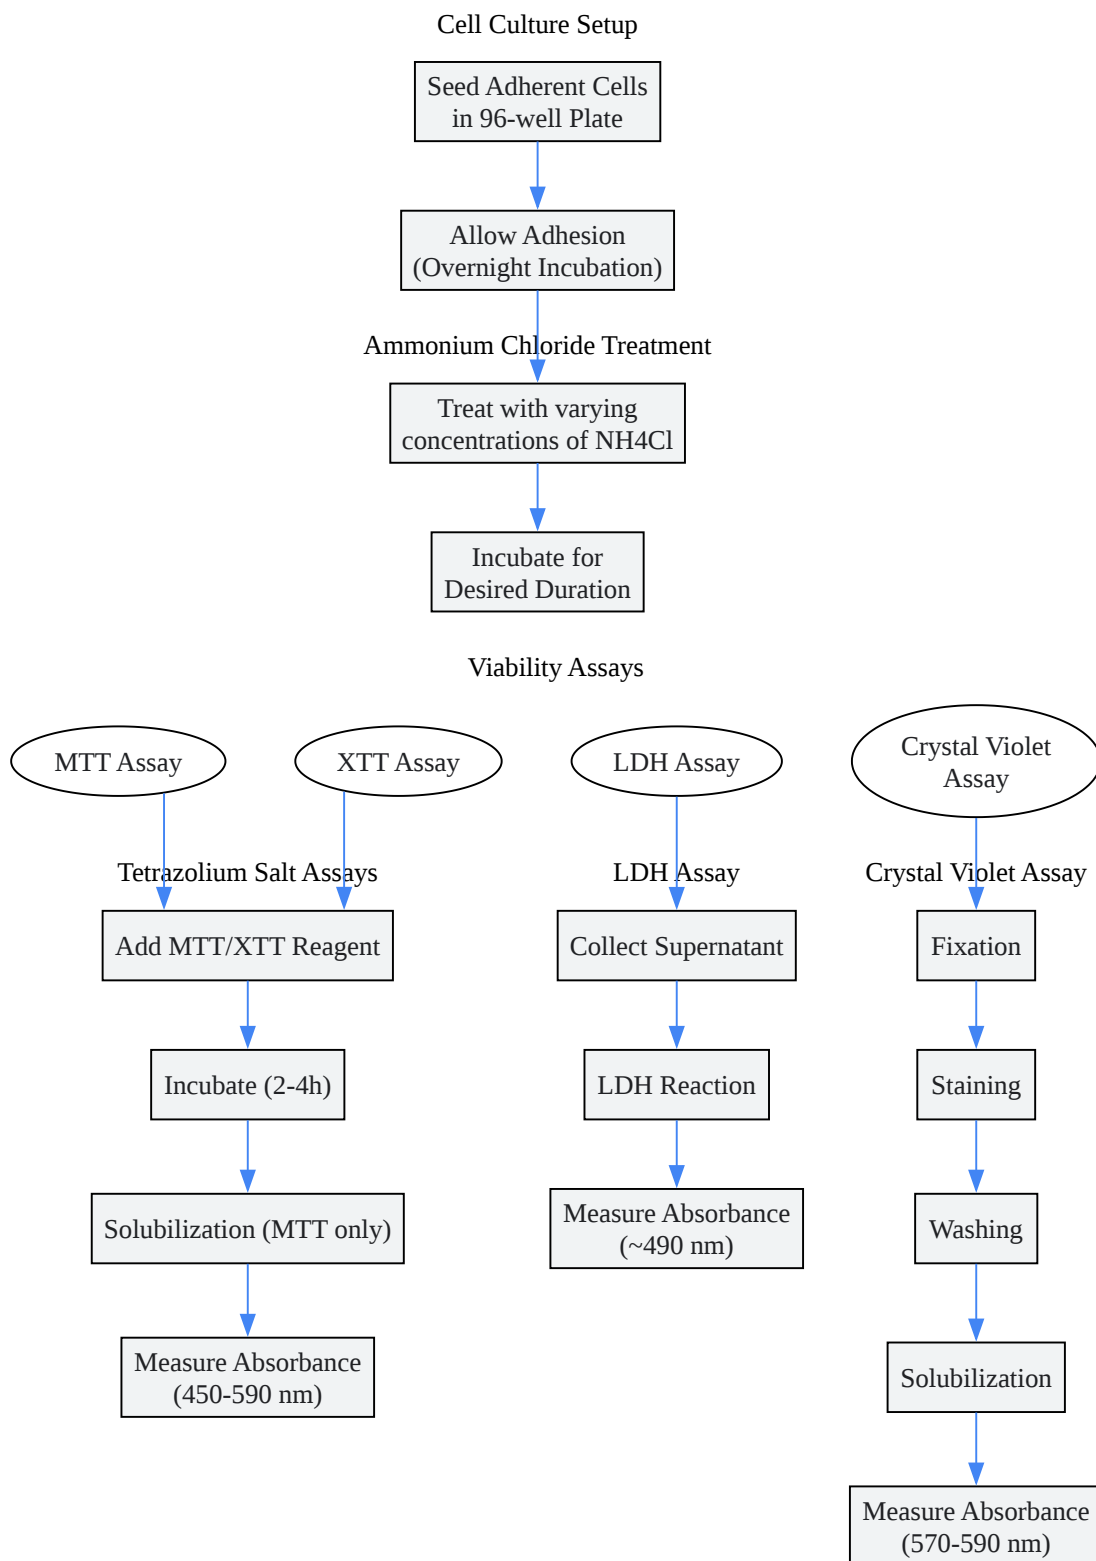 Cell Culture Setup
Seed Adherent Cells
in 96-well Plate
Allow Adhesion
(Overnight Incubation)
Ammonium Chloride Treatment
Treat with varying
concentrations of NH4Cl
Incubate for
Desired Duration
Viability Assays
MTT Assay
XTT Assay
LDH Assay
Crystal Violet
Assay
Tetrazolium Salt Assays
LDH Assay
Crystal Violet Assay
Add MTT/XTT Reagent
Collect Supernatant
Fixation
Incubate (2-4h)
LDH Reaction
Staining
Solubilization (MTT only)
Measure Absorbance
(~490 nm)
Washing
Measure Absorbance
(450-590 nm)
Solubilization
Measure Absorbance
(570-590 nm)